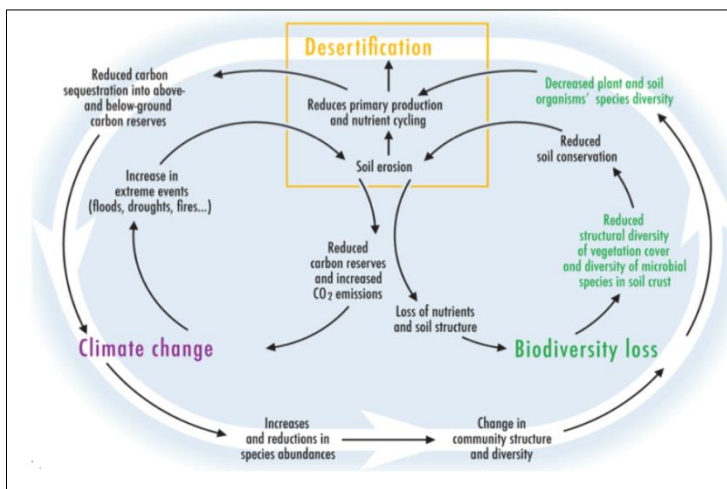 Desertification
Reduced carbon
sequestration into above-
and below-ground
carbon reserves
Reduces primary production
and nutrient cycling
Decreased plant and soil
organisms' species diversity
Increase in
extreme events
(floods, droughts, fires...)
Soil erosion
Reduced
soil conservation
Reduced
carbon reserves
and increased
CO2 emissions
Loss of nutrients
and soil structure
Reduced
structural diversity
of vegetation cover
and diversity of microbial
species in soil crust
Climate change
Biodiversity loss
Increases
and reductions in
species abundances
Change in
community structure
and diversity